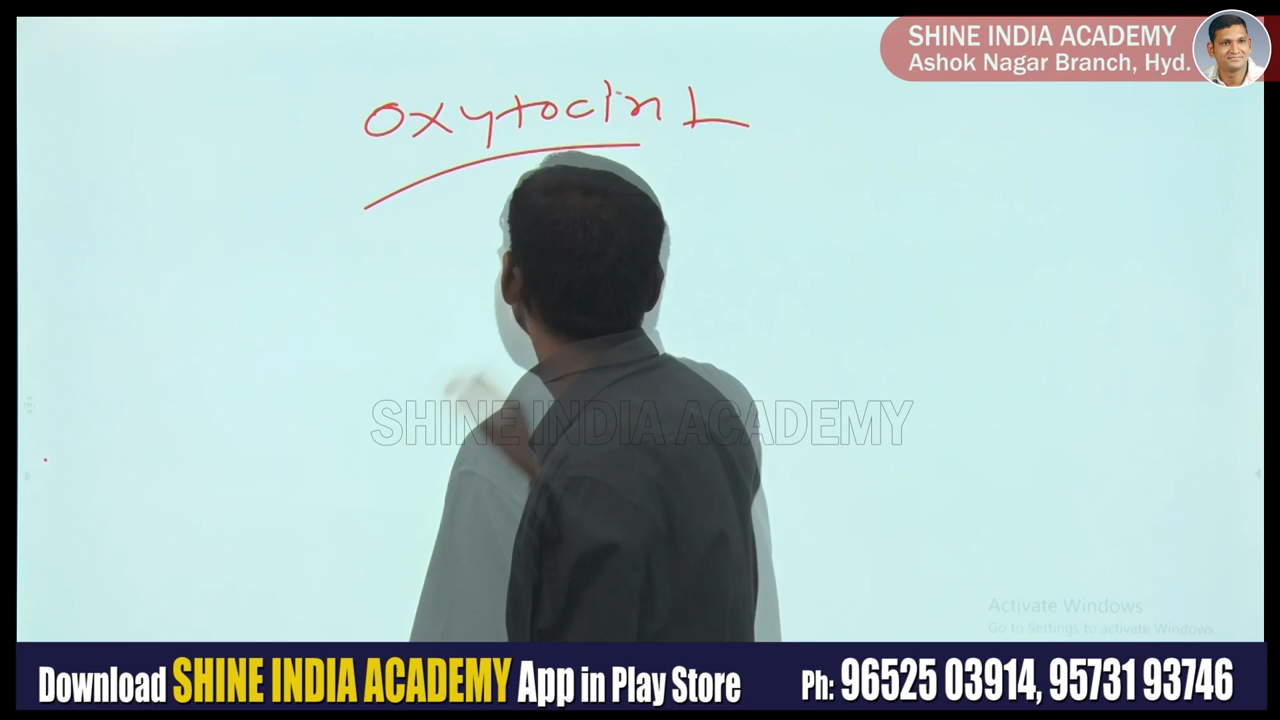 SHINE INDIA ACADEMY
Ashok Nagar Branch, Hyd.
oxytocin L
SHINE INDIA ACADEMY
Activate Windows
Go to Settings to activate Windows.
Download SHINE INDIA ACADEMY App in Play Store
Ph: 96525 03914, 95731 93746